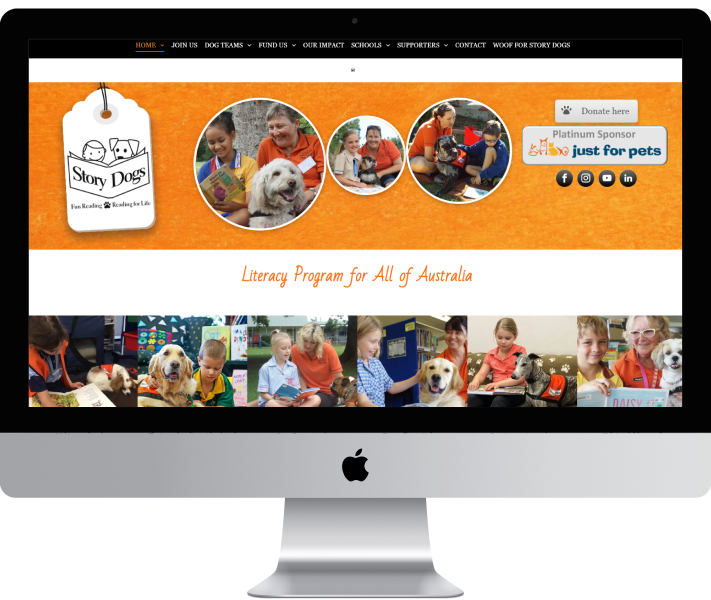 HOME JOIN US DOG TEAMS FUND US OUR IMPACT SCHOOLS SUPPORTERS CONTACT WOOF FOR STORY DOGS
Donate here
Platinum Sponsor
just for pets
Story Dogs
Fun Reading Reading for Life
Literacy Program for All of Australia
DAISY